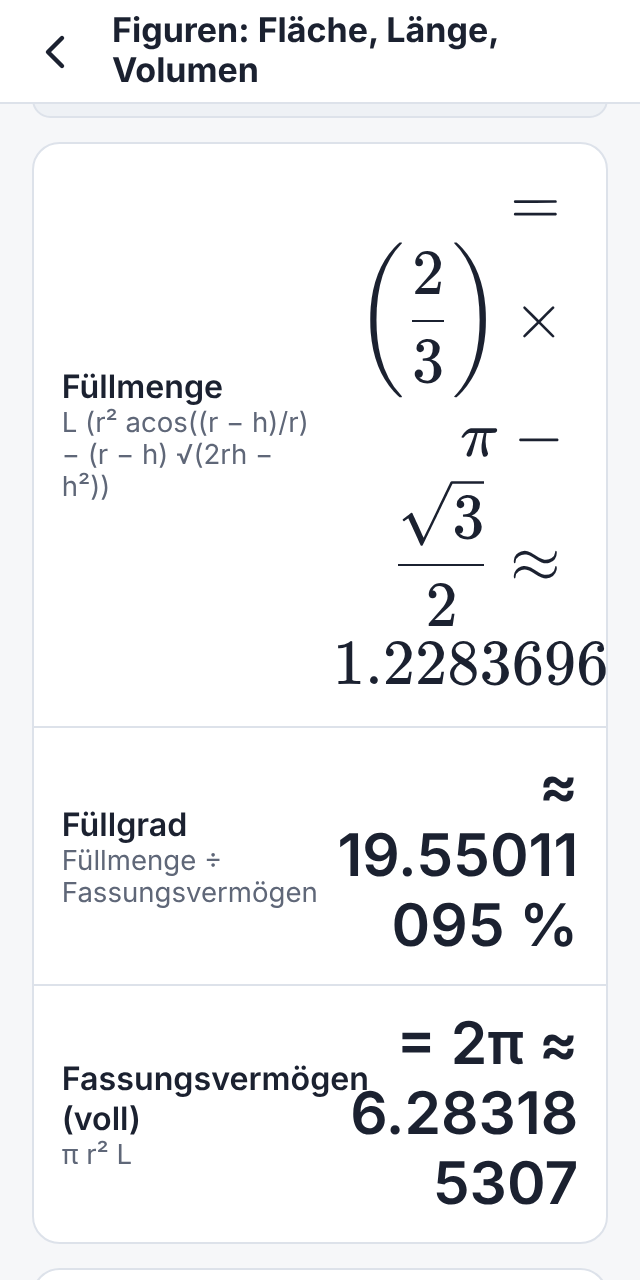 Figuren: Fläche, Länge,
Volumen
Füllmenge
L (r² acos((r − h)/r)
− (r − h) √(2rh −
h²))
=
(2/3) ×
π −
√3/2 ≈
1.2283696
Füllgrad
Füllmenge ÷
Fassungsvermögen
≈
19.55011
095 %
Fassungsvermögen
(voll)
π r² L
= 2π ≈
6.28318
5307